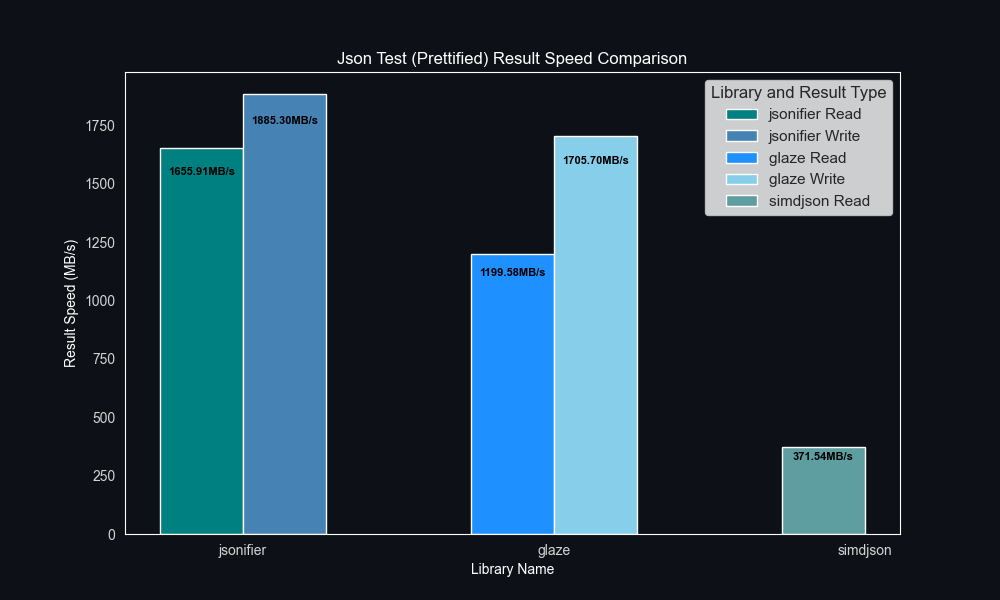 Json Test (Prettified) Result Speed Comparison
Library and Result Type
jsonifier Read
jsonifier Write
glaze Read
glaze Write
simdjson Read
1885.30MB/s
1655.91MB/s
1705.70MB/s
1199.58MB/s
371.54MB/s
Result Speed (MB/s)
1750
1500
1250
1000
750
500
250
0
jsonifier
glaze
simdjson
Library Name